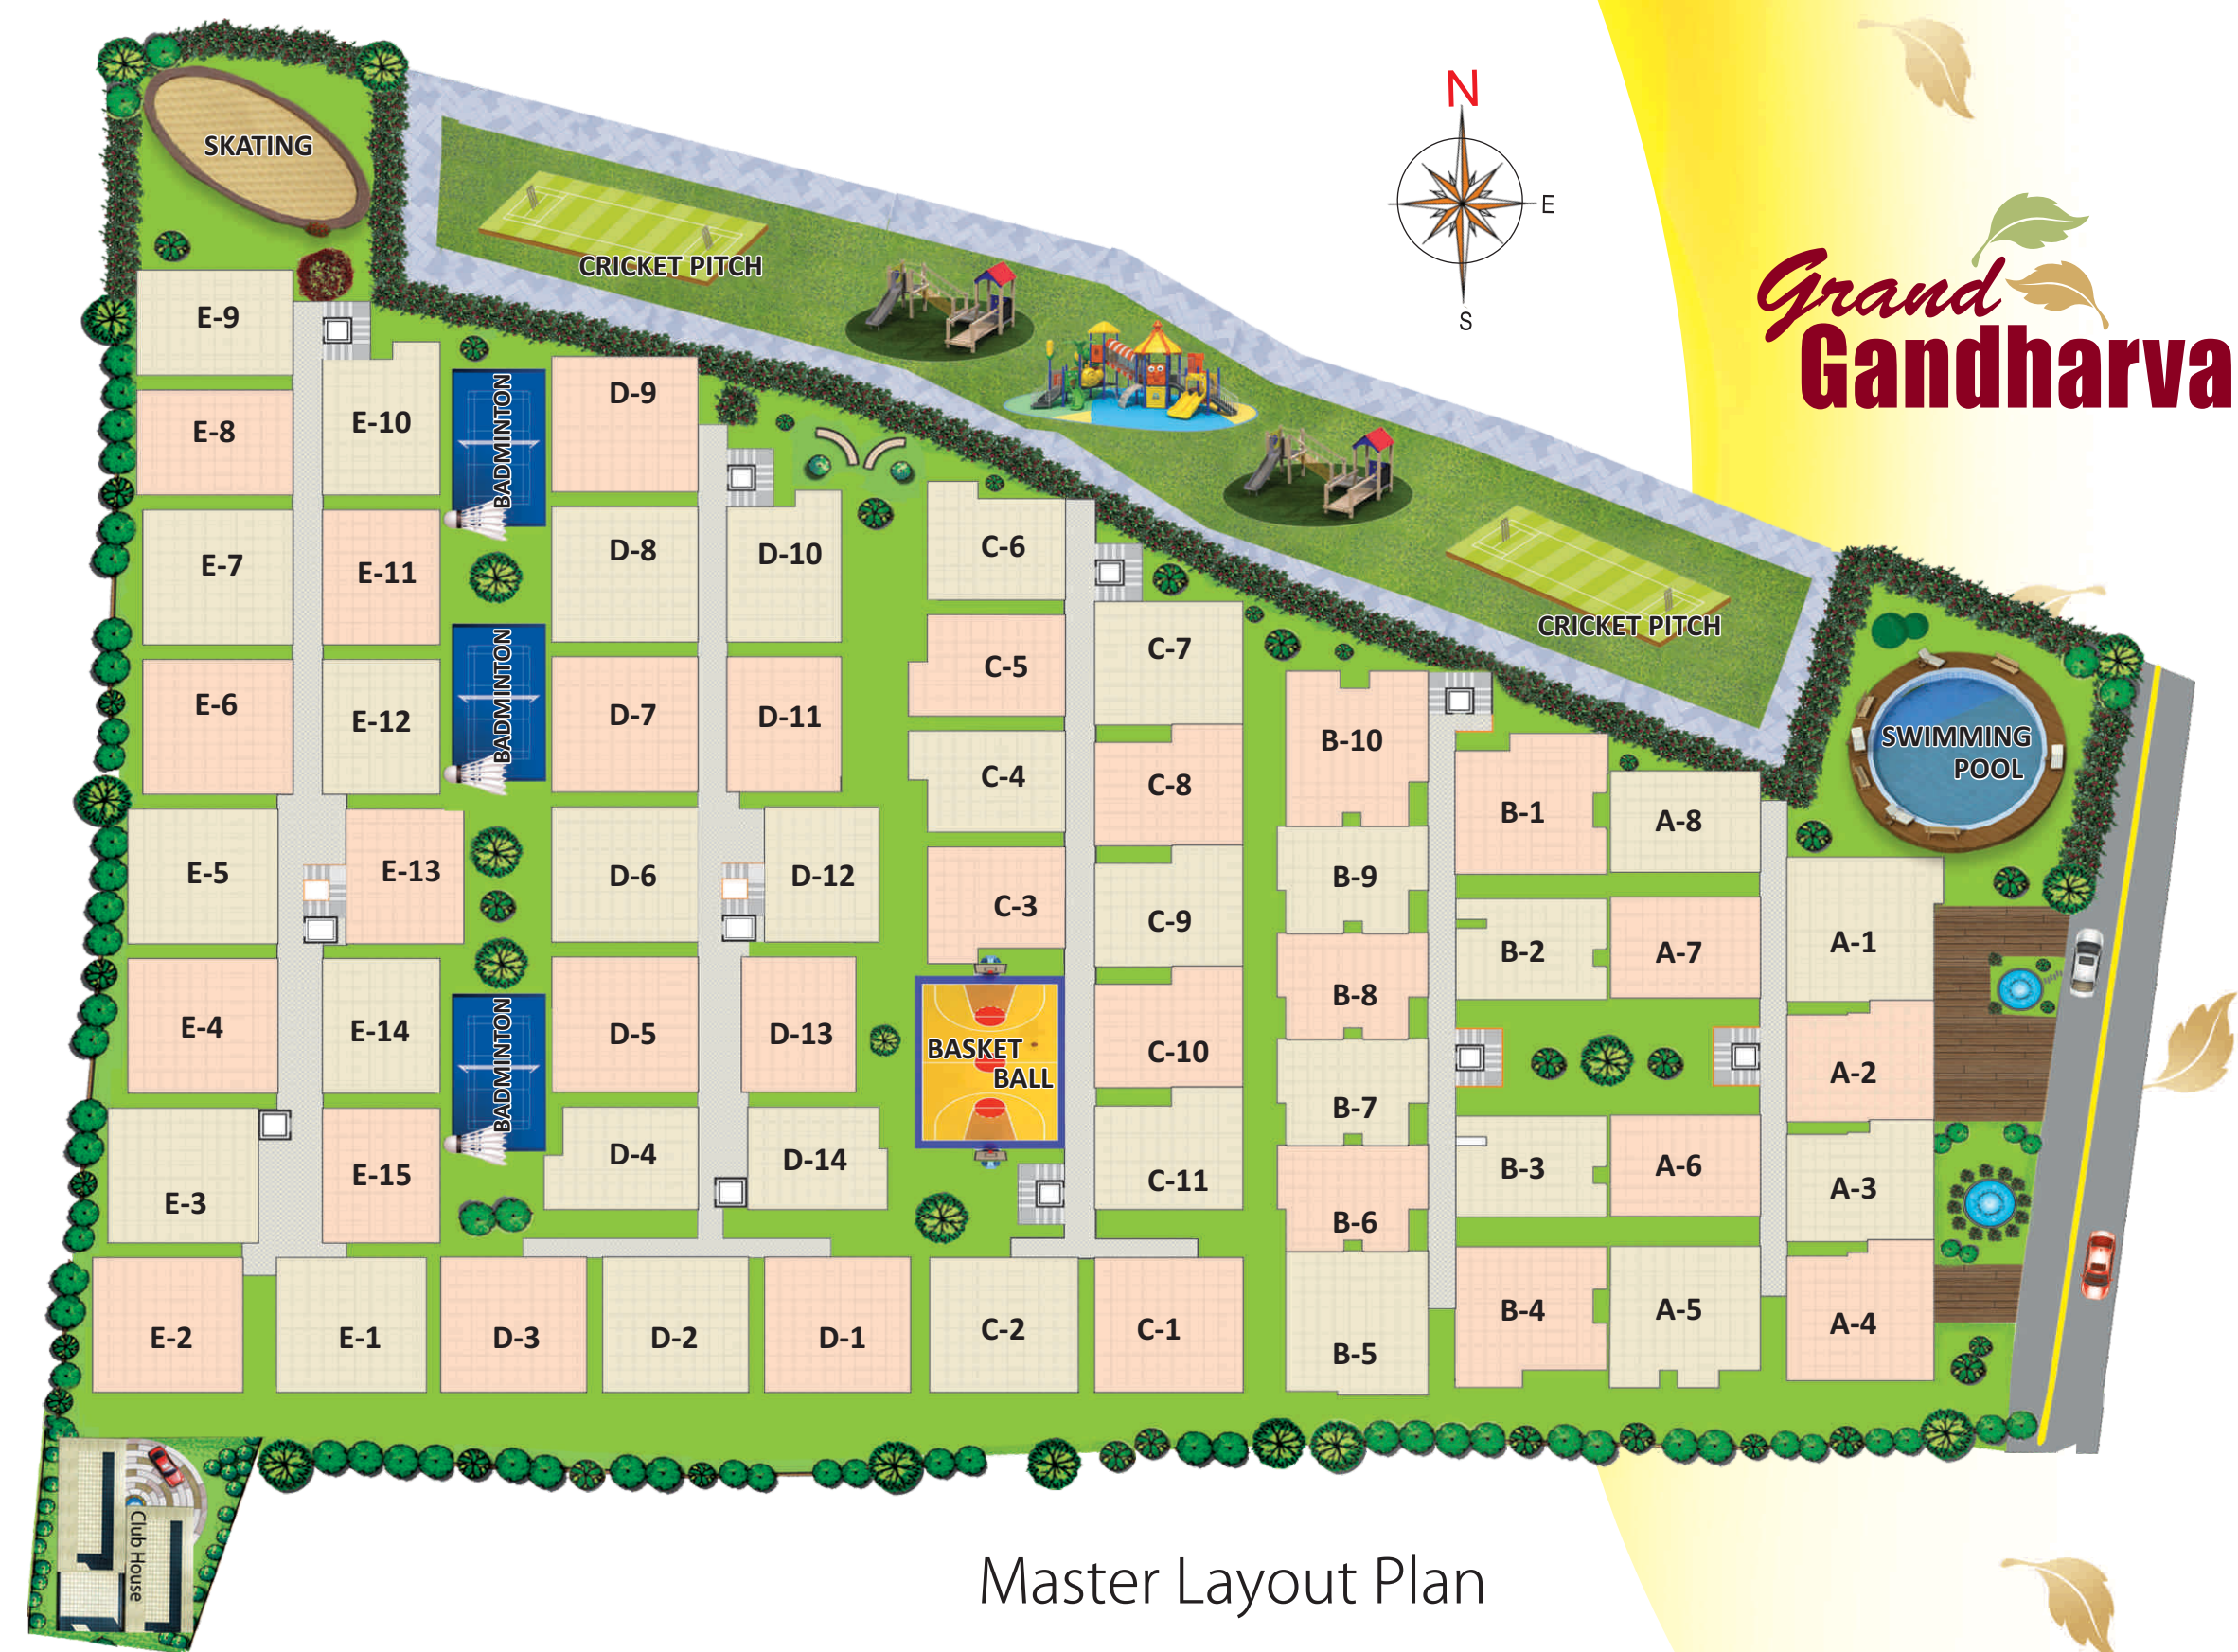 N
E
S
Grand
Gandharva
SKATING
CRICKET PITCH
CRICKET PITCH
SWIMMING
POOL
BADMINTON
BADMINTON
BADMINTON
BASKET
BALL
E-9
E-8
E-7
E-6
E-5
E-4
E-3
E-2
E-1
E-10
E-11
E-12
E-13
E-14
E-15
D-9
D-8
D-7
D-6
D-5
D-4
D-3
D-2
D-1
D-10
D-11
D-12
D-13
D-14
C-6
C-5
C-4
C-3
C-2
C-1
C-7
C-8
C-9
C-10
C-11
B-10
B-9
B-8
B-7
B-6
B-5
B-1
B-2
B-3
B-4
A-8
A-7
A-6
A-5
A-1
A-2
A-3
A-4
Club House
Master Layout Plan